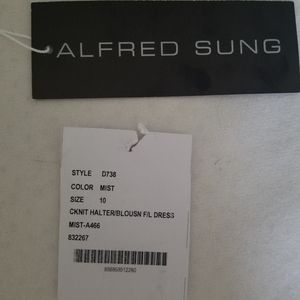 ALFRED SUNG
STYLE D738
COLOR MIST
SIZE 10
CKNIT HALTER/BLOUSN F/L DRESS
MIST-A466
832267